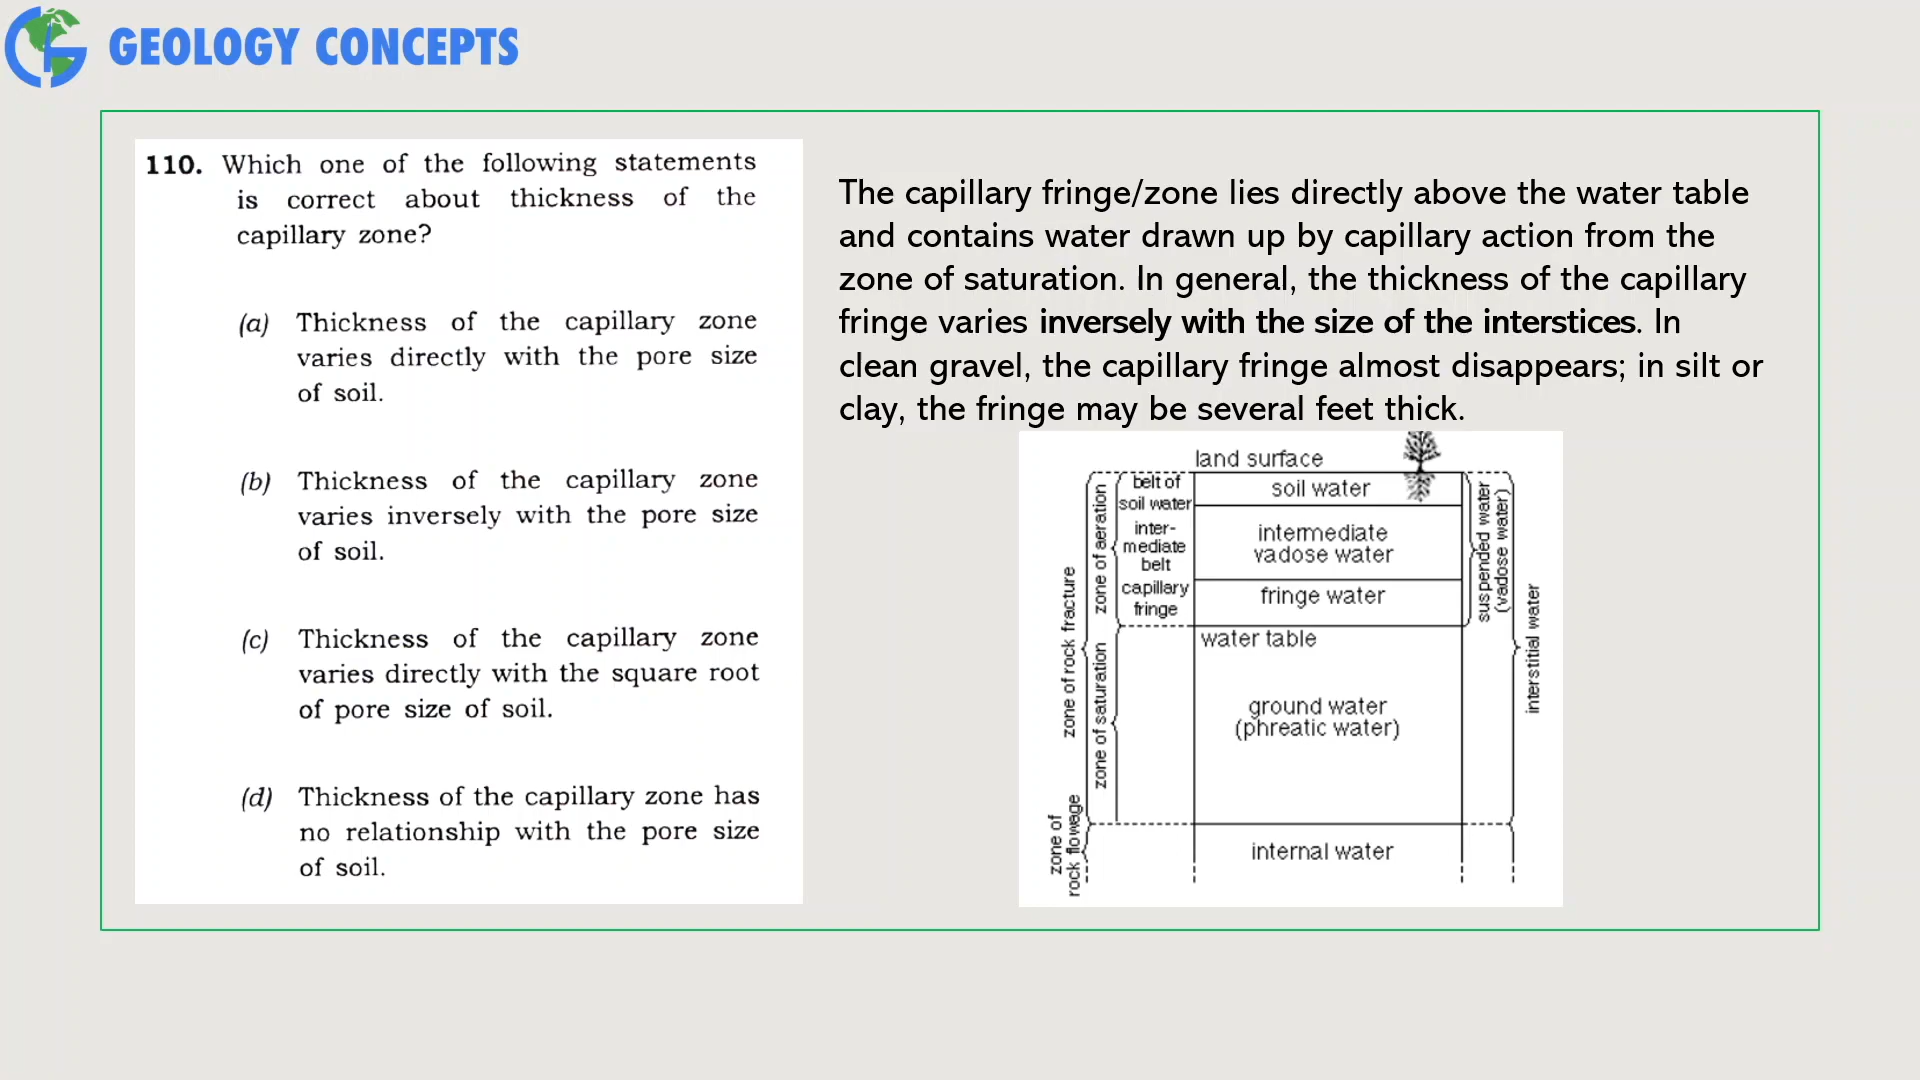 GEOLOGY CONCEPTS
110. Which one of the following statements
is correct about thickness of the
capillary zone?
(a) Thickness of the capillary zone
varies directly with the pore size
of soil.
(b) Thickness of the capillary zone
varies inversely with the pore size
of soil.
(c) Thickness of the capillary zone
varies directly with the square root
of pore size of soil.
(d) Thickness of the capillary zone has
no relationship with the pore size
of soil.
The capillary fringe/zone lies directly above the water table
and contains water drawn up by capillary action from the
zone of saturation. In general, the thickness of the capillary
fringe varies inversely with the size of the interstices. In
clean gravel, the capillary fringe almost disappears; in silt or
clay, the fringe may be several feet thick.
land surface
belt of
soil water
soil water
inter-
mediate
belt
intermediate
vadose water
capillary
fringe
fringe water
water table
ground water
(phreatic water)
internal water
zone of aeration
zone of saturation
zone of rock fracture
zone of
rock flowage
suspended water
(vadose water)
interstitial water